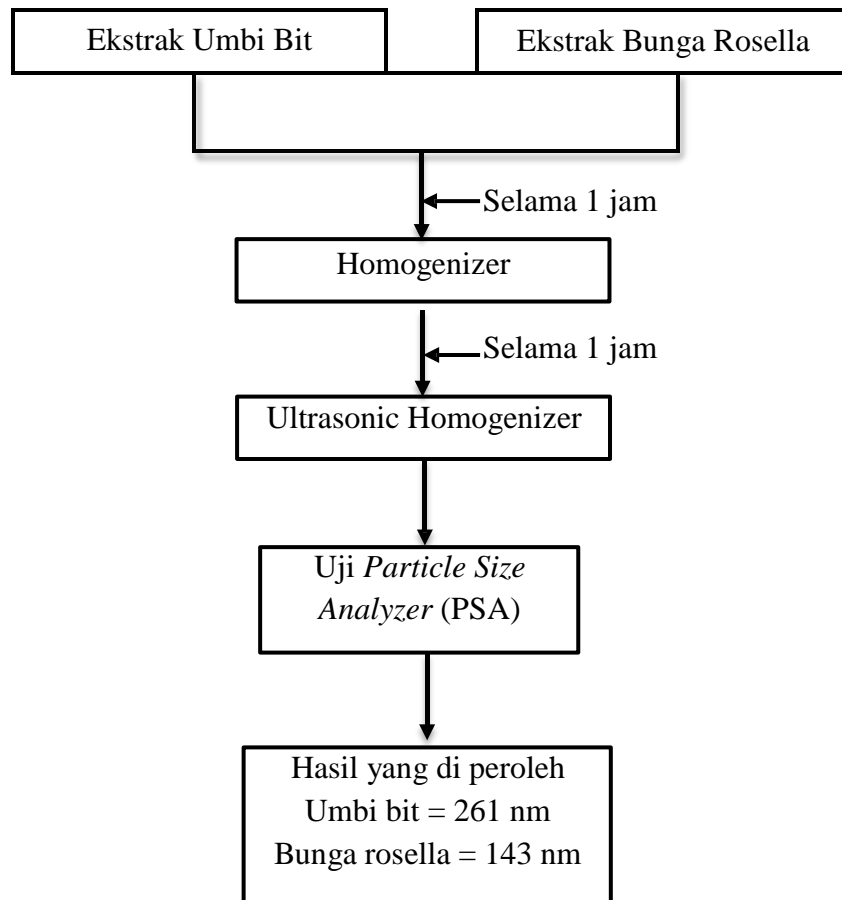 Ekstrak Umbi Bit
Ekstrak Bunga Rosella
Selama 1 jam
Homogenizer
Selama 1 jam
Ultrasonic Homogenizer
Uji Particle Size
Analyzer (PSA)
Hasil yang di peroleh
Umbi bit = 261 nm
Bunga rosella = 143 nm